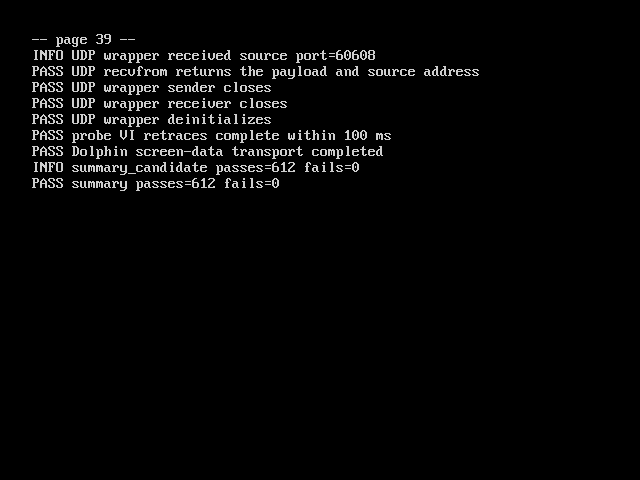 -- page 39 --
INFO UDP wrapper received source port=60608
PASS UDP recvfrom returns the payload and source address
PASS UDP wrapper sender closes
PASS UDP wrapper receiver closes
PASS UDP wrapper deinitializes
PASS probe VI retraces complete within 100 ms
PASS Dolphin screen-data transport completed
INFO summary_candidate passes=612 fails=0
PASS summary passes=612 fails=0